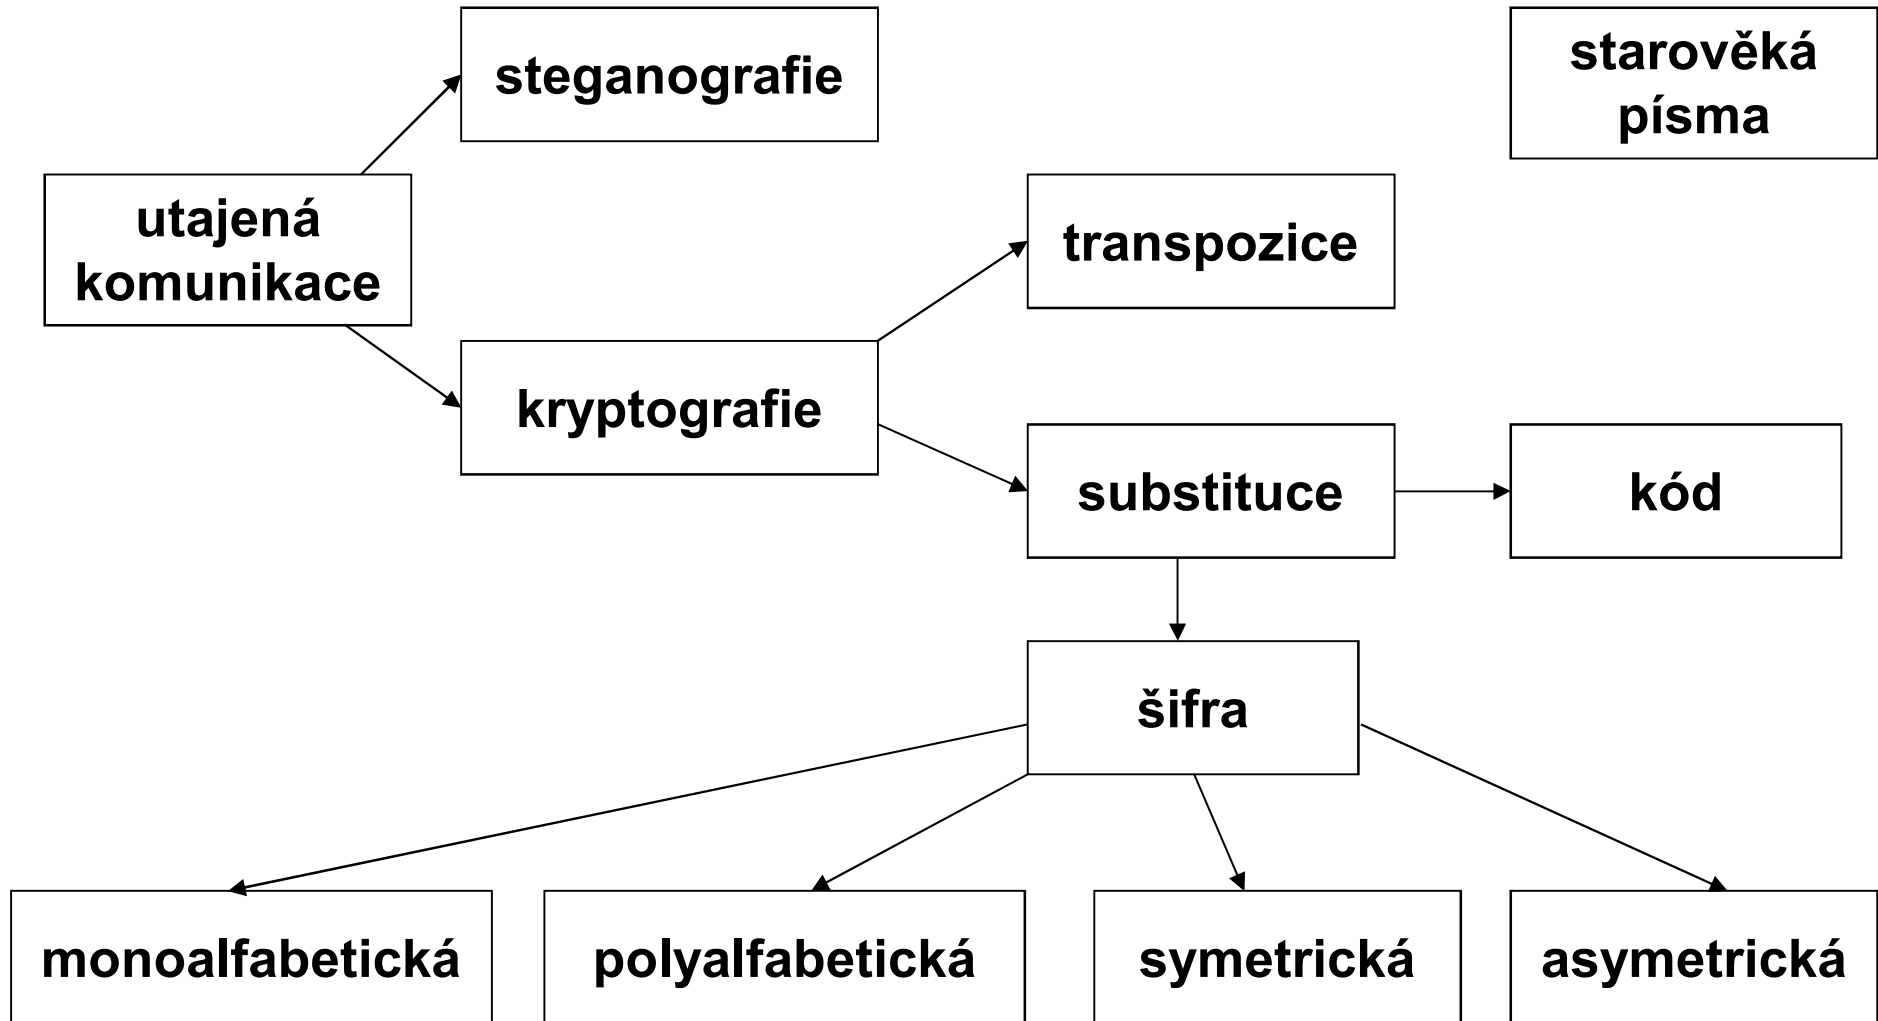 steganografie
starověká
písma
utajená
komunikace
transpozice
kryptografie
substituce
kód
šifra
monoalfabetická
polyalfabetická
symetrická
asymetrická